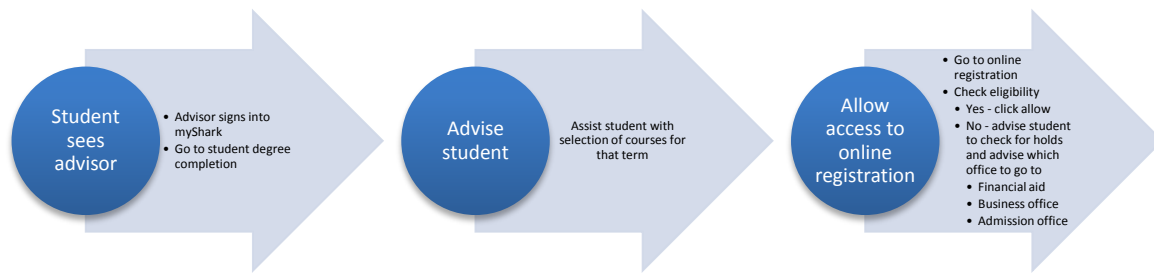 Student
sees
advisor
• Advisor signs into
myShark
• Go to student degree
completion
Advise
student
Assist student with
selection of courses for
that term
Allow
access to
online
registration
• Go to online
registration
• Check eligibility
• Yes - click allow
• No - advise student
to check for holds
and advise which
office to go to
• Financial aid
• Business office
• Admission office